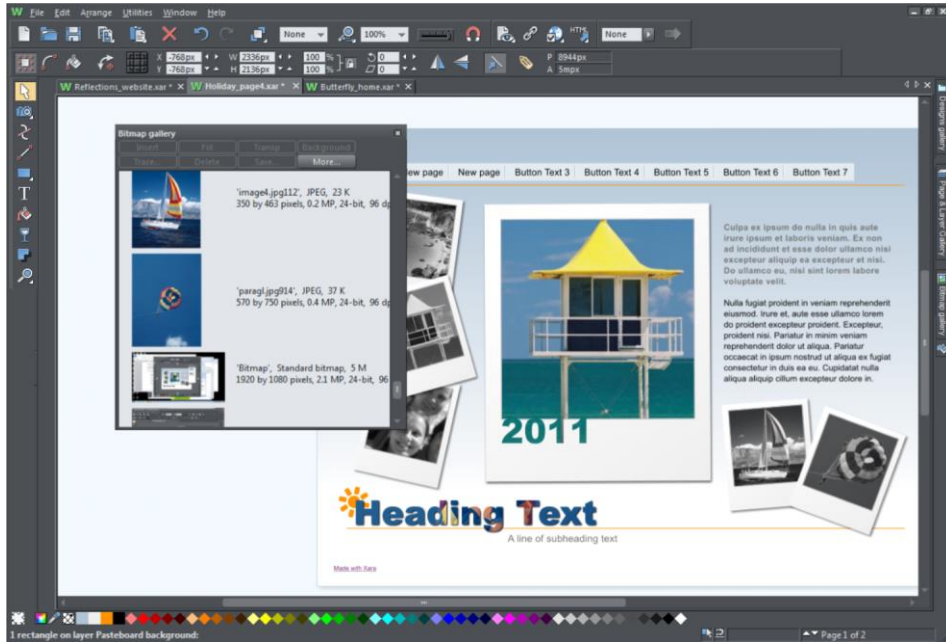 File Edit Arrange Utilities Window Help
None 100% HTML None
X -768px W 2336px 100 % 0 P 8944px
Y -768px H 2136px 100 % 0 A 5mpx
Reflections_website.xar * Holiday_page4.xar * Butterfly_home.xar *
Bitmap gallery
Insert Fill Transp Background
Trace... Delete Save... More...
'image4.jpg112', JPEG, 23 K
350 by 463 pixels, 0.2 MP, 24-bit, 96 dp
'paragl.jpg914', JPEG, 37 K
570 by 750 pixels, 0.4 MP, 24-bit, 96 dp
'Bitmap', Standard bitmap, 5 M
1920 by 1080 pixels, 2.1 MP, 24-bit, 96
ew page New page Button Text 3 Button Text 4 Button Text 5 Button Text 6 Button Text 7
Culpa ex ipsum do nulla in quis aute
irure ipsum et laboris veniam. Ex non
ad incididunt et esse dolor ullamco nisi
excepteur aliquip ea excepteur et nisi.
Do ullamco eu, nisi sint lorem labore
voluptate velit.
Nulla fugiat proident in veniam reprehenderit
eiusmod. Irure et, aute esse ullamco lorem
do proident excepteur proident. Excepteur,
proident nisi. Pariatur in minim veniam
reprehenderit dolor ut aliqua. Pariatur
occaecat in ipsum nostrud ut aliqua ex fugiat
consectetur in duis ea eu. Cupidatat nulla
aliqua aliquip cillum excepteur dolore in.
2011
Heading Text
A line of subheading text
Made with Xara
Designs gallery
Page & Layer Gallery
Bitmap gallery
1 rectangle on layer Pasteboard background:
Page 1 of 2